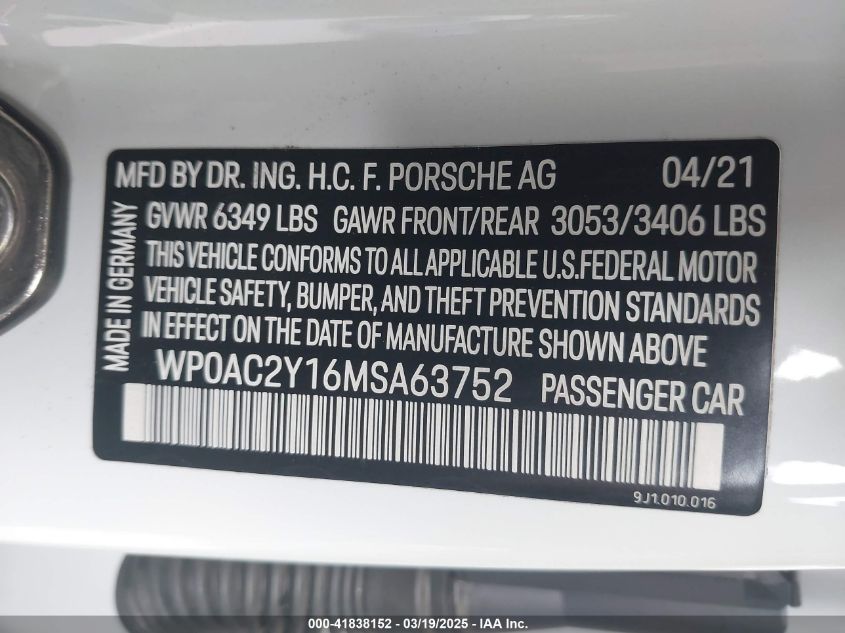 MFD BY DR. ING. H.C. F. PORSCHE AG 04/21
GVWR 6349 LBS GAWR FRONT/REAR 3053/3406 LBS
THIS VEHICLE CONFORMS TO ALL APPLICABLE U.S.FEDERAL MOTOR
VEHICLE SAFETY, BUMPER, AND THEFT PREVENTION STANDARDS
IN EFFECT ON THE DATE OF MANUFACTURE SHOWN ABOVE
MADE IN GERMANY
WP0AC2Y16MSA63752 PASSENGER CAR
9J1.010.016
000-41838152 - 03/19/2025 - IAA Inc.